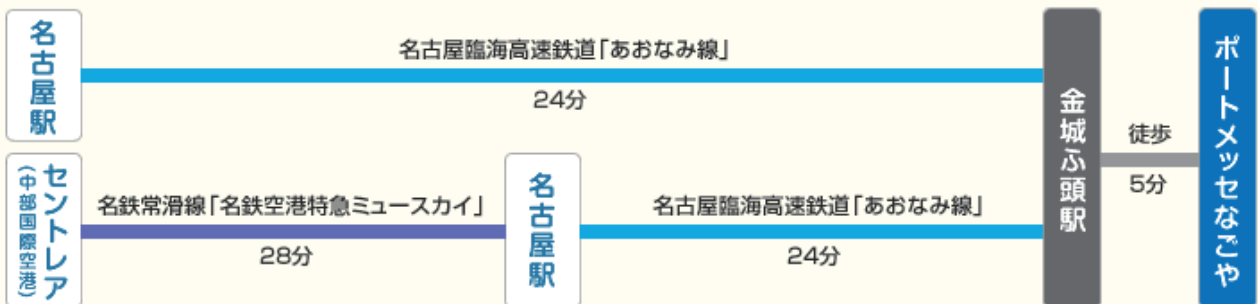 名古屋駅
名古屋臨海高速鉄道「あおなみ線」
24分
セントレア
(中部国際空港)
名鉄常滑線「名鉄空港特急ミュースカイ」
28分
名古屋駅
名古屋臨海高速鉄道「あおなみ線」
24分
金城ふ頭駅
徒歩
5分
ポートメッセなごや